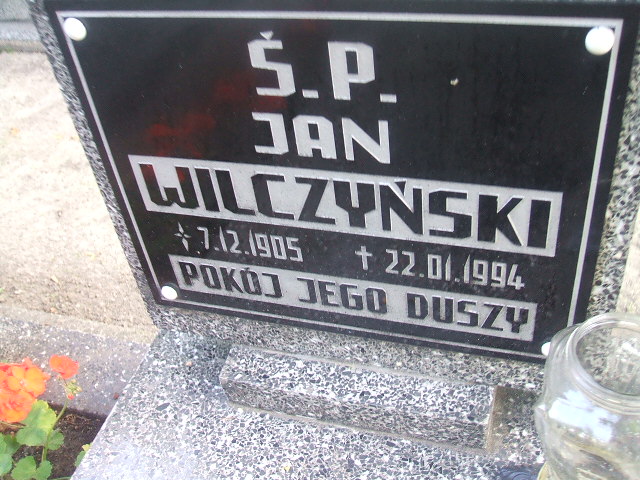 Ś.P.
JAN
WILCZYŃSKI
7.12.1905 † 22.01.1994
POKÓJ JEGO DUSZY